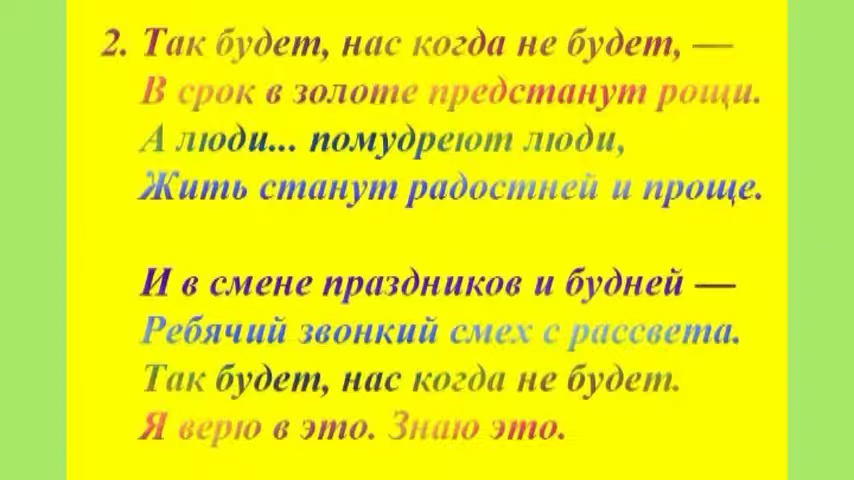 2. Так будет, нас когда не будет, —
В срок в золоте предстанут рощи.
А люди... помудреют люди,
Жить станут радостней и проще.
И в смене праздников и будней —
Ребячий звонкий смех с рассвета.
Так будет, нас когда не будет.
Я верю в это. Знаю это.